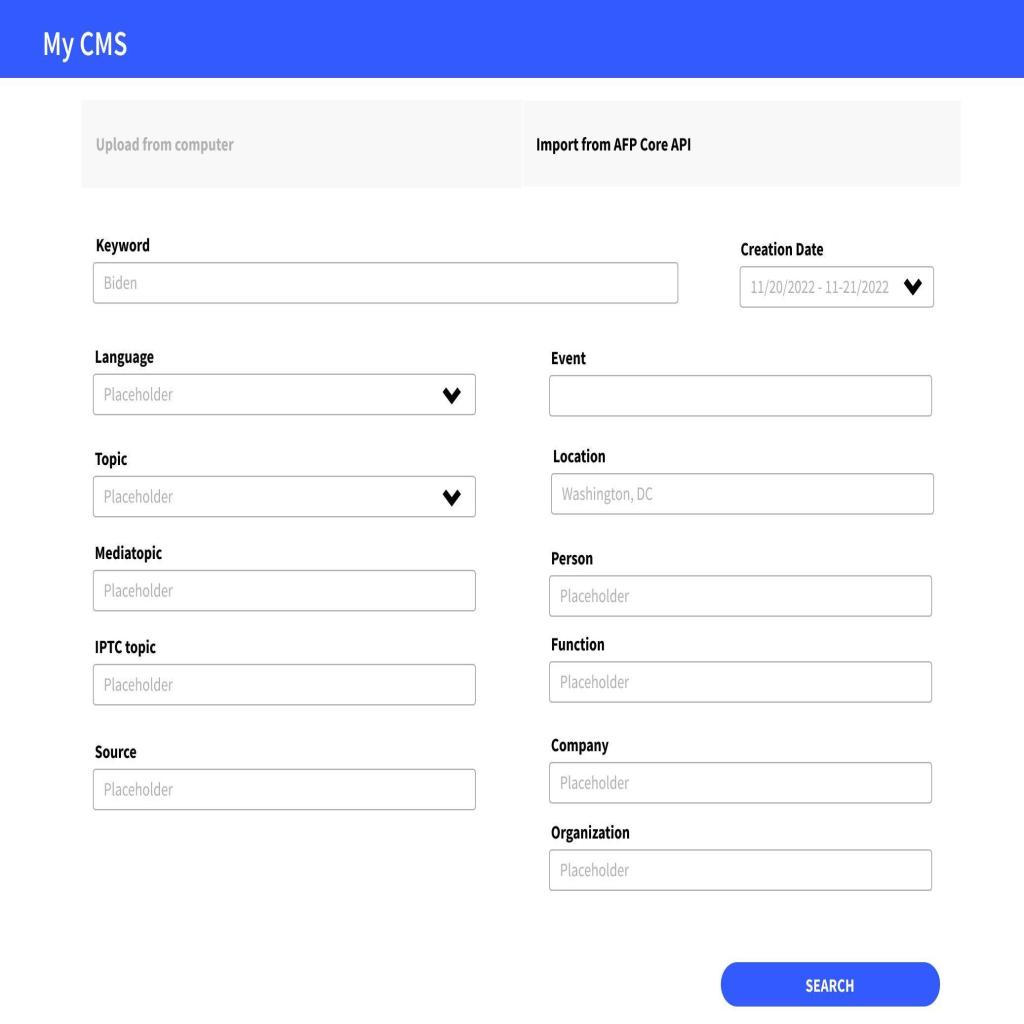 My CMS
Upload from computer
Import from AFP Core API
Keyword
Biden
Creation Date
11/20/2022 - 11-21/2022
Language
Placeholder
Event
Topic
Placeholder
Location
Washington, DC
Mediatopic
Placeholder
Person
Placeholder
IPTC topic
Placeholder
Function
Placeholder
Source
Placeholder
Company
Placeholder
Organization
Placeholder
SEARCH